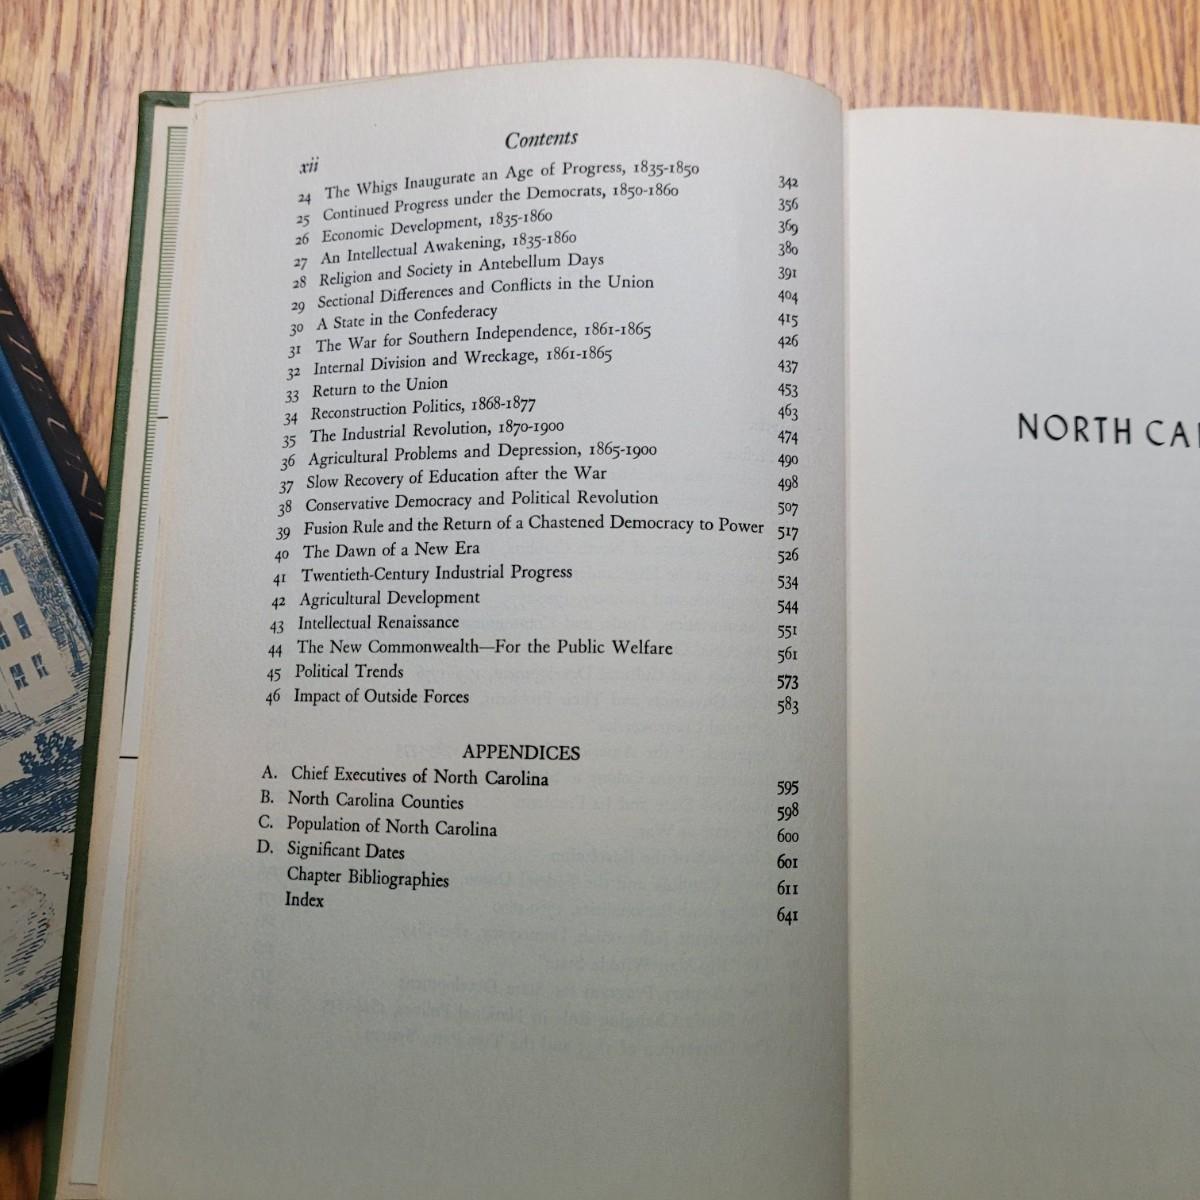 Contents
xii
24 The Whigs Inaugurate an Age of Progress, 1835-1850 342
25 Continued Progress under the Democrats, 1850-1860 356
26 Economic Development, 1835-1860 369
27 An Intellectual Awakening, 1835-1860 380
28 Religion and Society in Antebellum Days 391
29 Sectional Differences and Conflicts in the Union 404
30 A State in the Confederacy 415
31 The War for Southern Independence, 1861-1865 426
32 Internal Division and Wreckage, 1861-1865 437
33 Return to the Union 453
34 Reconstruction Politics, 1868-1877 463
35 The Industrial Revolution, 1870-1900 474
36 Agricultural Problems and Depression, 1865-1900 490
37 Slow Recovery of Education after the War 498
38 Conservative Democracy and Political Revolution 507
39 Fusion Rule and the Return of a Chastened Democracy to Power 517
40 The Dawn of a New Era 526
41 Twentieth-Century Industrial Progress 534
42 Agricultural Development 544
43 Intellectual Renaissance 551
44 The New Commonwealth—For the Public Welfare 561
45 Political Trends 573
46 Impact of Outside Forces 583
APPENDICES
A. Chief Executives of North Carolina 595
B. North Carolina Counties 598
C. Population of North Carolina 600
D. Significant Dates 601
Chapter Bibliographies 611
Index 641
NORTH CA